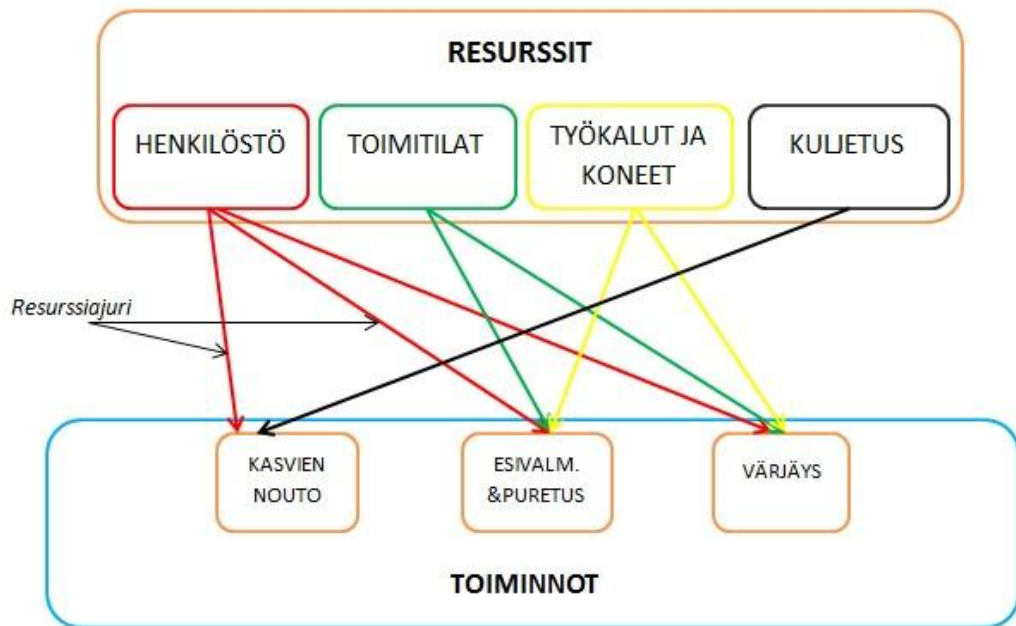 RESURSSIT
HENKILÖSTÖ
TOIMITILAT
TYÖKALUT JA
KONEET
KULJETUS
Resurssiajuri
KASVIEN
NOUTO
ESIVALM.
&PURETUS
VÄRJÄYS
TOIMINNOT